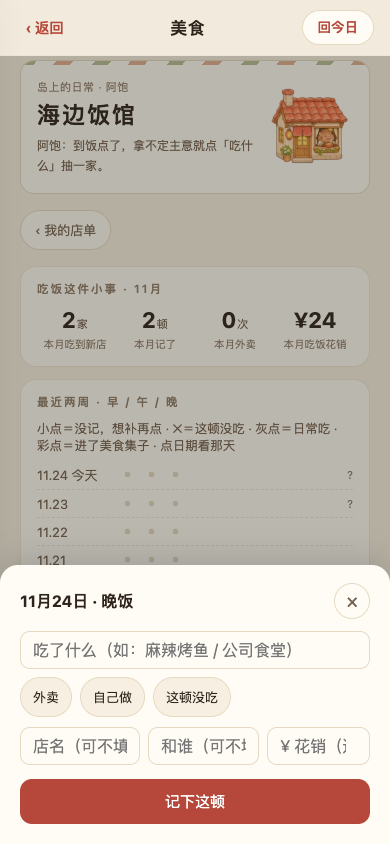 ‹ 返回
美食
回今日
岛上的日常 · 阿饱
海边饭馆
阿饱：到饭点了，拿不定主意就点「吃什
么」抽一家。
‹ 我的店单
吃饭这件小事 · 11月
2家
2顿
0次
¥24
本月吃到新店
本月记了
本月外卖
本月吃饭花销
最近两周 · 早 / 午 / 晚
小点＝没记，想补再点 · ✕＝这顿没吃 · 灰点＝日常吃 ·
彩点＝进了美食集子 · 点日期看那天
11.24 今天
?
11.23
?
11.22
11.21
11月24日 · 晚饭
×
吃了什么（如：麻辣烤鱼 / 公司食堂）
外卖
自己做
这顿没吃
店名（可不填
和谁（可不
¥ 花销（
记下这顿